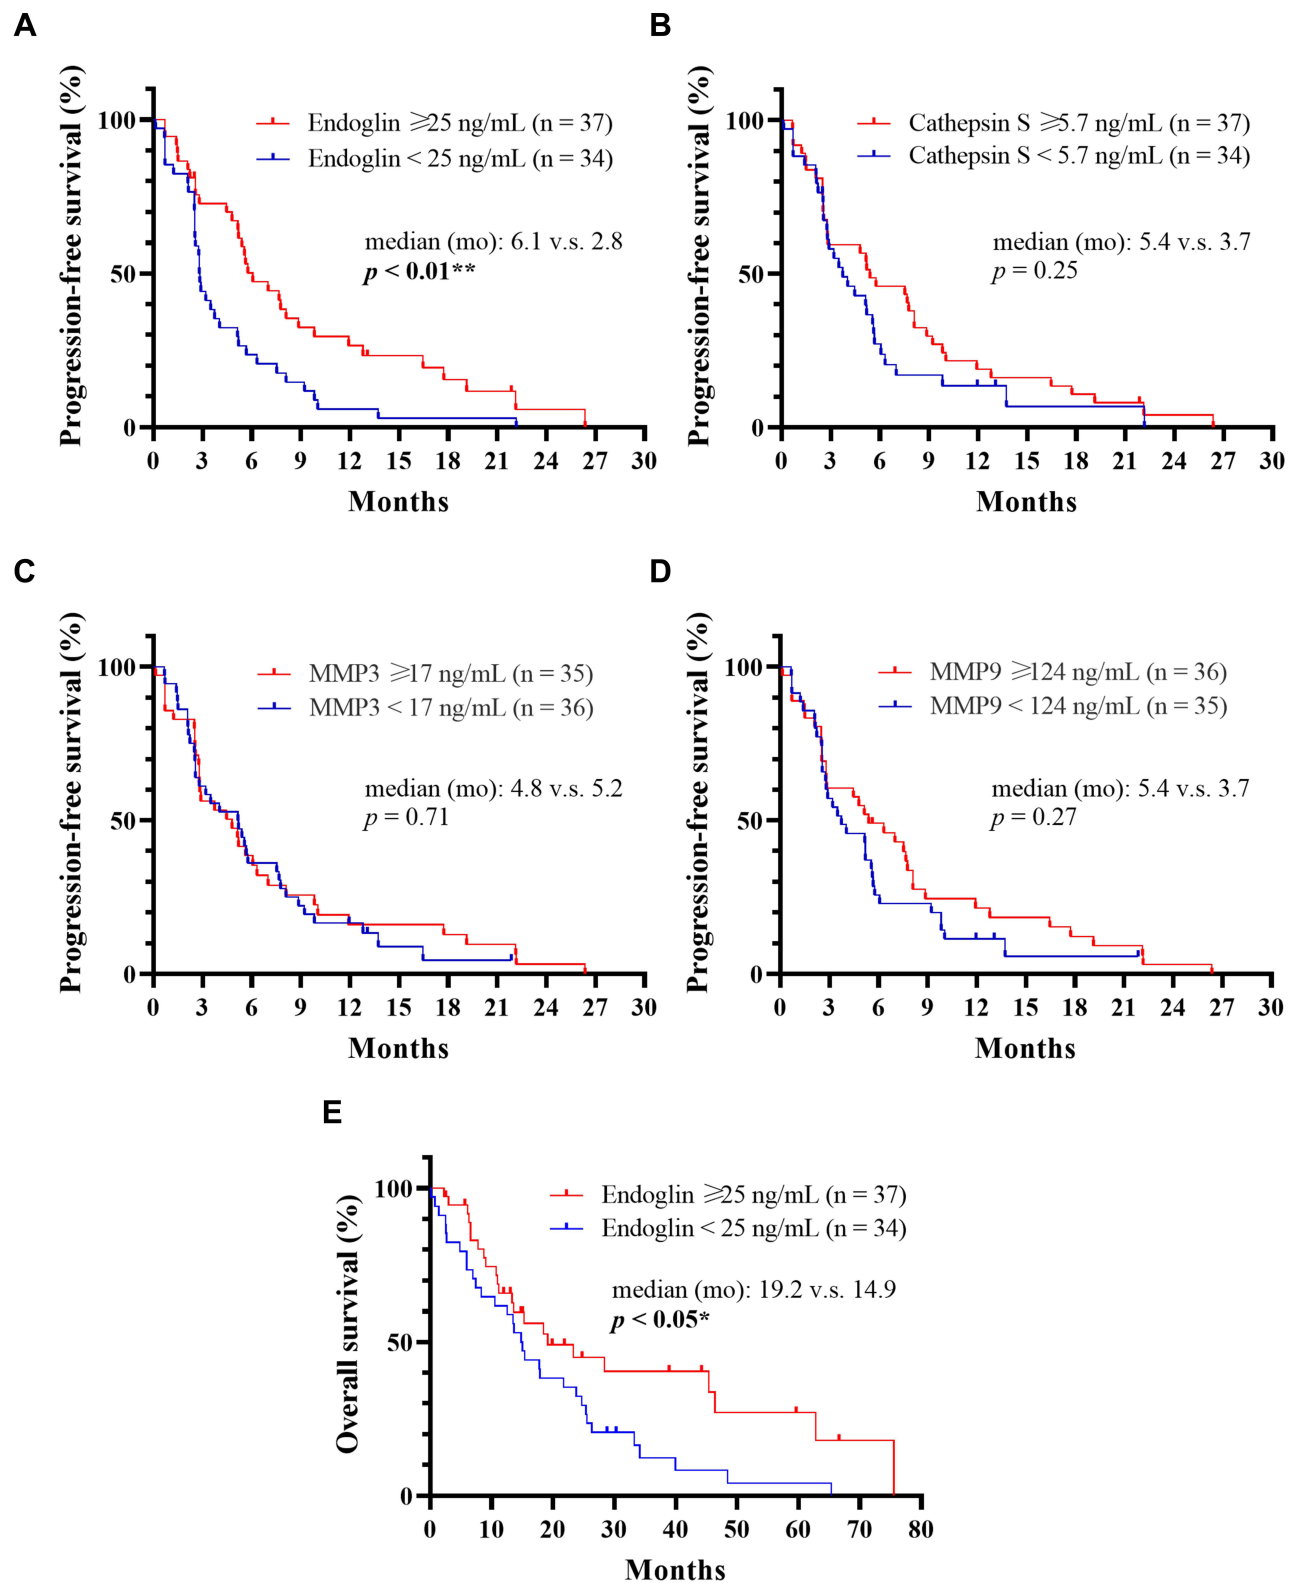 A
Progression-free survival (%)
Endoglin ⩾25 ng/mL (n = 37)
Endoglin < 25 ng/mL (n = 34)
median (mo): 6.1 v.s. 2.8
p < 0.01**
100
50
0
0 3 6 9 12 15 18 21 24 27 30
Months
B
Progression-free survival (%)
Cathepsin S ⩾5.7 ng/mL (n = 37)
Cathepsin S < 5.7 ng/mL (n = 34)
median (mo): 5.4 v.s. 3.7
p = 0.25
100
50
0
0 3 6 9 12 15 18 21 24 27 30
Months
C
Progression-free survival (%)
MMP3 ⩾17 ng/mL (n = 35)
MMP3 < 17 ng/mL (n = 36)
median (mo): 4.8 v.s. 5.2
p = 0.71
100
50
0
0 3 6 9 12 15 18 21 24 27 30
Months
D
Progression-free survival (%)
MMP9 ⩾124 ng/mL (n = 36)
MMP9 < 124 ng/mL (n = 35)
median (mo): 5.4 v.s. 3.7
p = 0.27
100
50
0
0 3 6 9 12 15 18 21 24 27 30
Months
E
Overall survival (%)
Endoglin ⩾25 ng/mL (n = 37)
Endoglin < 25 ng/mL (n = 34)
median (mo): 19.2 v.s. 14.9
p < 0.05*
100
50
0
0 10 20 30 40 50 60 70 80
Months